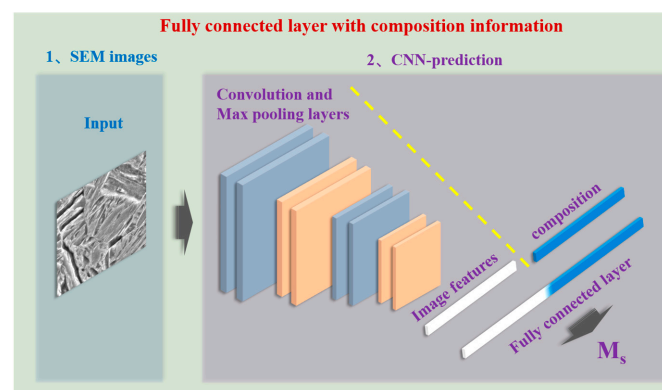 Fully connected layer with composition information
1、SEM images
2、CNN-prediction
Input
Convolution and
Max pooling layers
Image features
composition
Fully connected layer
Ms